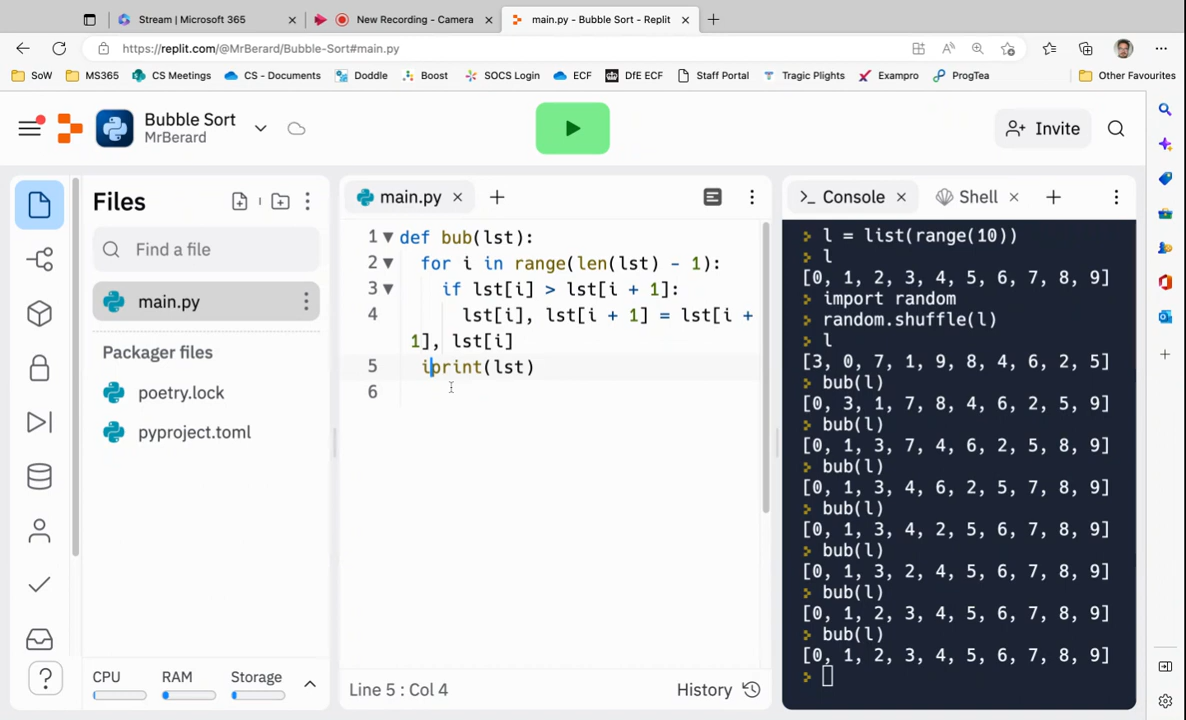 Stream | Microsoft 365
New Recording - Camera
main.py - Bubble Sort - Replit
https://replit.com/@MrBerard/Bubble-Sort#main.py
SoW
MS365
CS Meetings
CS - Documents
Doddle
Boost
SOCS Login
ECF
DfE ECF
Staff Portal
Tragic Plights
Exampro
ProgTea
Other Favourites
Bubble Sort
MrBerard
Invite
Files
Find a file
main.py
Packager files
poetry.lock
pyproject.toml
CPU
RAM
Storage
main.py
1 def bub(lst):
2 for i in range(len(lst) - 1):
3 if lst[i] > lst[i + 1]:
4 lst[i], lst[i + 1] = lst[i +
1], lst[i]
5 iprint(lst)
6
Line 5 : Col 4
History
Console
Shell
l = list(range(10))
l
[0, 1, 2, 3, 4, 5, 6, 7, 8, 9]
import random
random.shuffle(l)
l
[3, 0, 7, 1, 9, 8, 4, 6, 2, 5]
bub(l)
[0, 3, 1, 7, 8, 4, 6, 2, 5, 9]
bub(l)
[0, 1, 3, 7, 4, 6, 2, 5, 8, 9]
bub(l)
[0, 1, 3, 4, 6, 2, 5, 7, 8, 9]
bub(l)
[0, 1, 3, 4, 2, 5, 6, 7, 8, 9]
bub(l)
[0, 1, 3, 2, 4, 5, 6, 7, 8, 9]
bub(l)
[0, 1, 2, 3, 4, 5, 6, 7, 8, 9]
bub(l)
[0, 1, 2, 3, 4, 5, 6, 7, 8, 9]